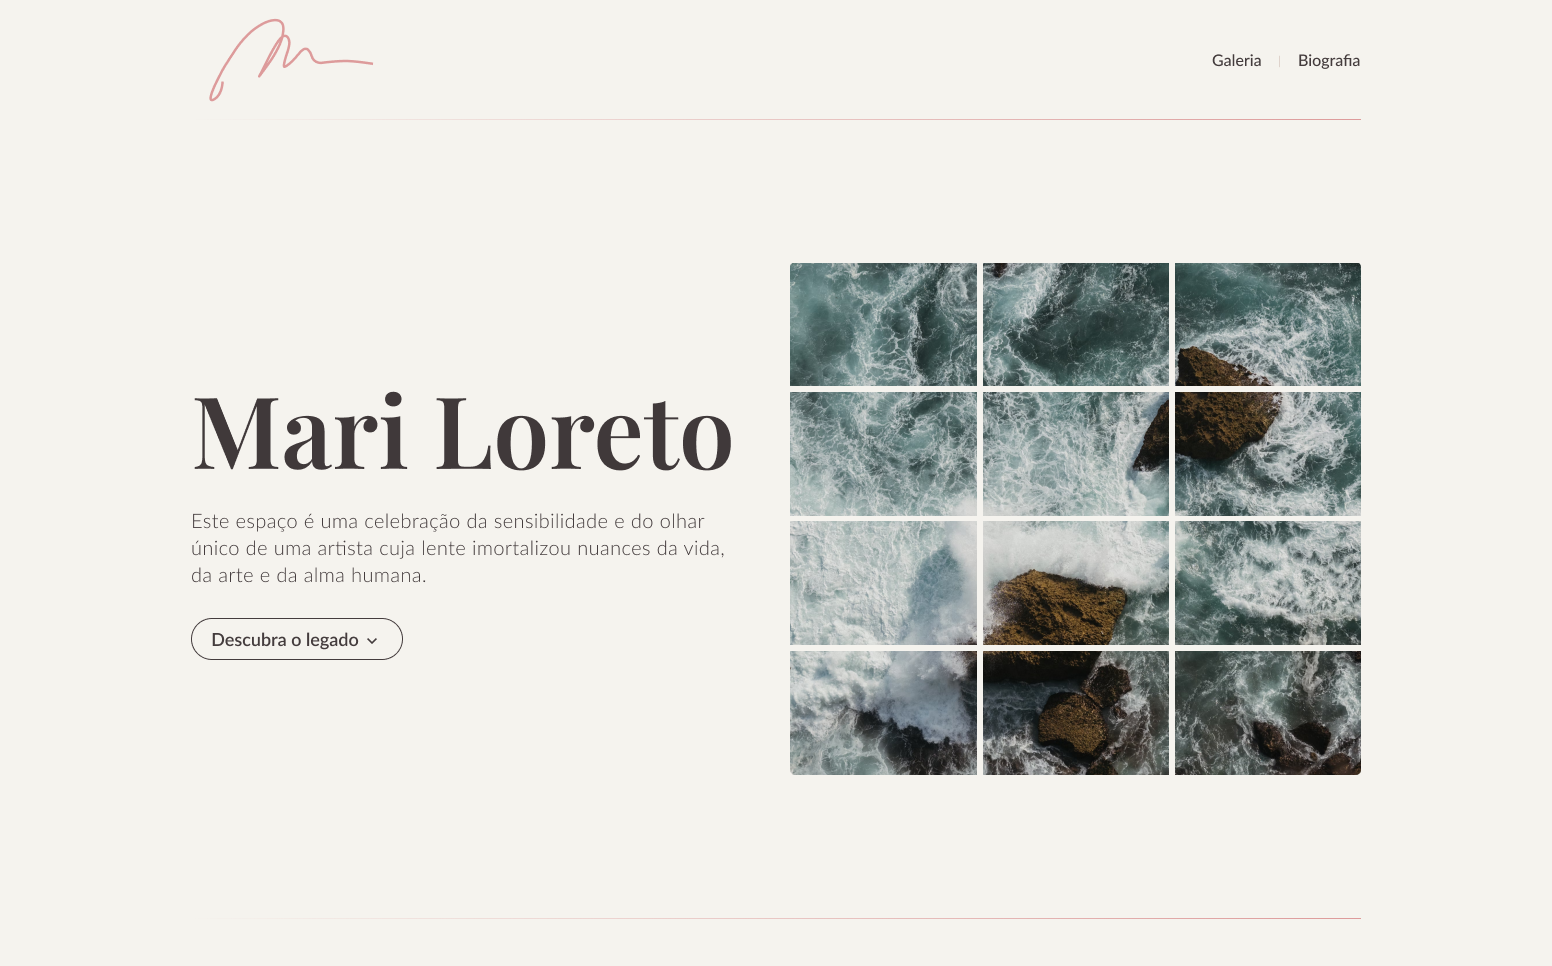 Galeria
Biografia
Mari Loreto
Este espaço é uma celebração da sensibilidade e do olhar
único de uma artista cuja lente imortalizou nuances da vida,
da arte e da alma humana.
Descubra o legado